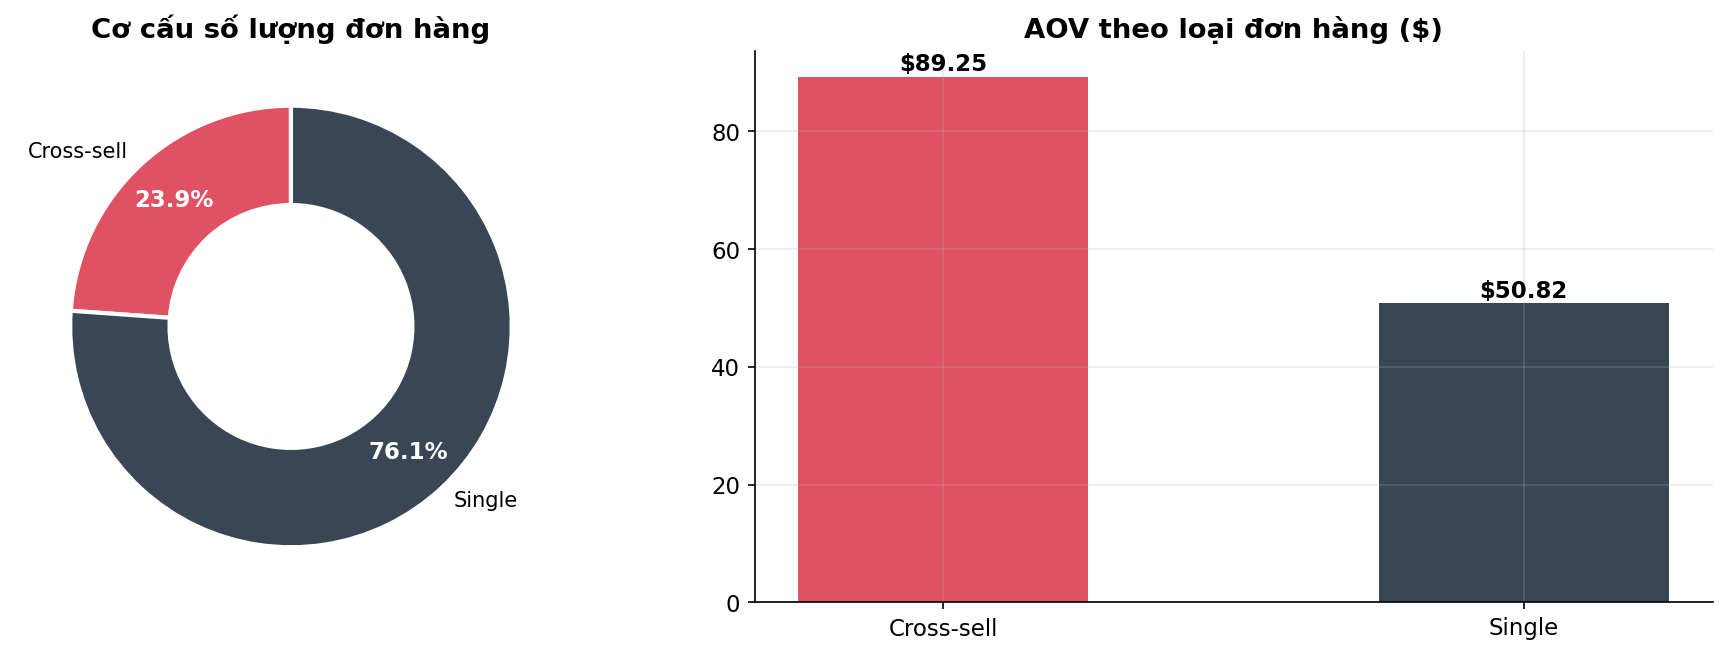 Cơ cấu số lượng đơn hàng
Cross-sell
23.9%
76.1%
Single
AOV theo loại đơn hàng ($)
$89.25
$50.82
80
60
40
20
0
Cross-sell
Single